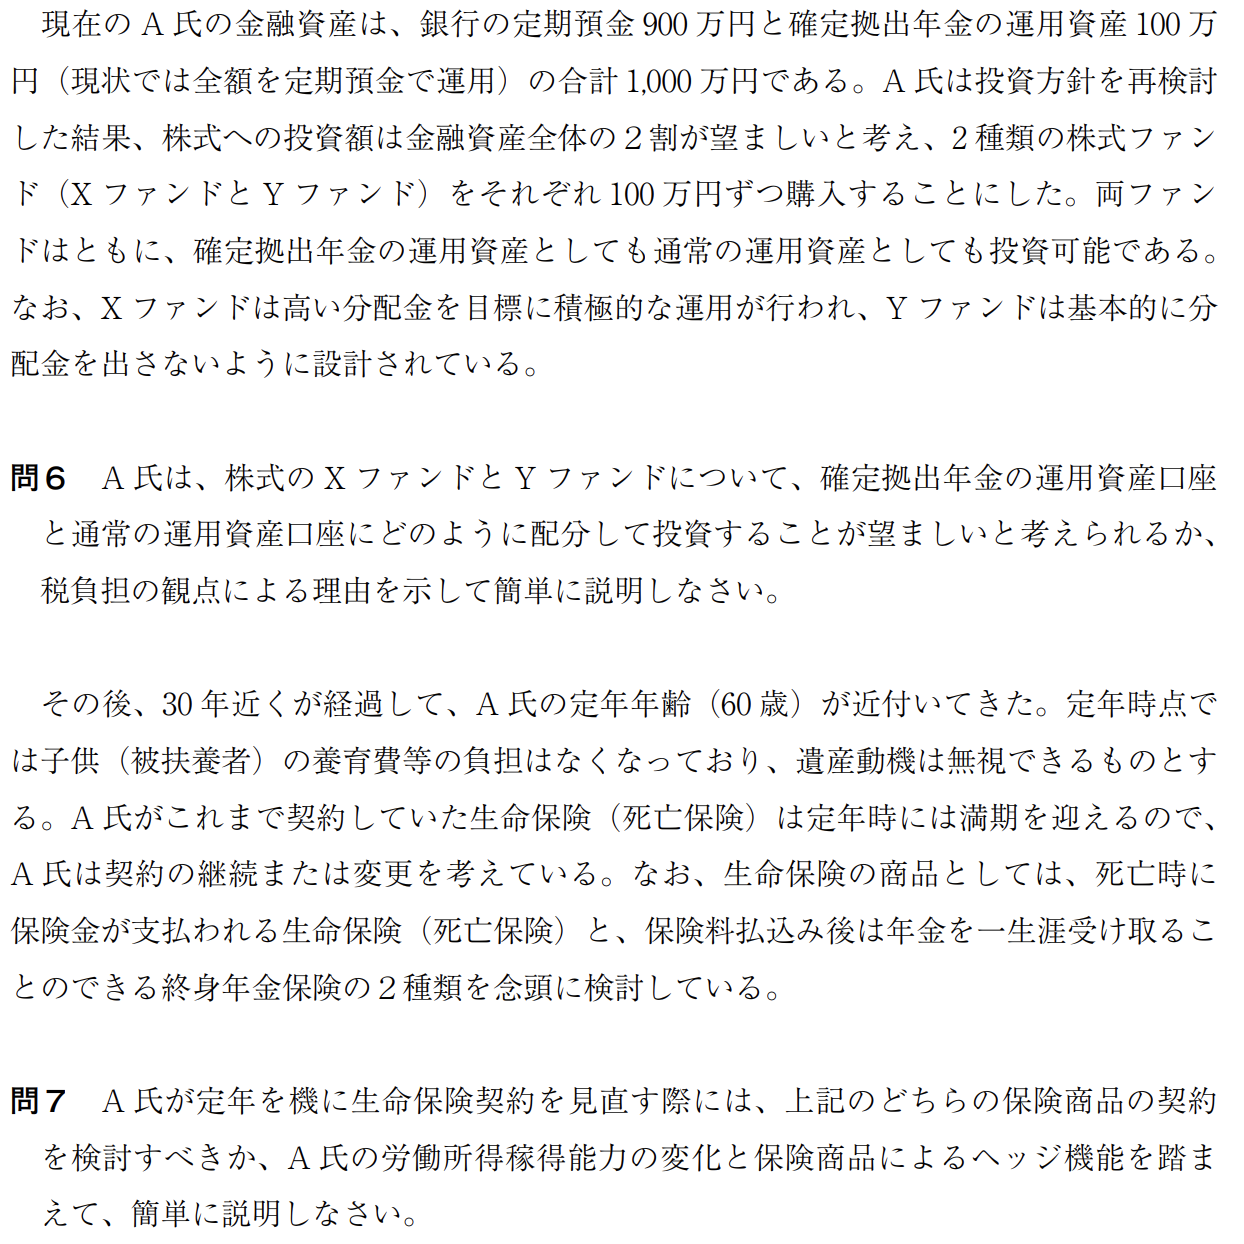 現在の A 氏の金融資産は、銀行の定期預金 900 万円と確定拠出年金の運用資産 100 万
円（現状では全額を定期預金で運用）の合計 1,000 万円である。A 氏は投資方針を再検討
した結果、株式への投資額は金融資産全体の２割が望ましいと考え、2 種類の株式ファン
ド（X ファンドと Y ファンド）をそれぞれ 100 万円ずつ購入することにした。両ファン
ドはともに、確定拠出年金の運用資産としても通常の運用資産としても投資可能である。
なお、X ファンドは高い分配金を目標に積極的な運用が行われ、Y ファンドは基本的に分
配金を出さないように設計されている。
問６　A 氏は、株式の X ファンドと Y ファンドについて、確定拠出年金の運用資産口座
と通常の運用資産口座にどのように配分して投資することが望ましいと考えられるか、
税負担の観点による理由を示して簡単に説明しなさい。
その後、30 年近くが経過して、A 氏の定年年齢（60 歳）が近付いてきた。定年時点で
は子供（被扶養者）の養育費等の負担はなくなっており、遺産動機は無視できるものとす
る。A 氏がこれまで契約していた生命保険（死亡保険）は定年時には満期を迎えるので、
A 氏は契約の継続または変更を考えている。なお、生命保険の商品としては、死亡時に
保険金が支払われる生命保険（死亡保険）と、保険料払込み後は年金を一生涯受け取るこ
とのできる終身年金保険の２種類を念頭に検討している。
問７　A 氏が定年を機に生命保険契約を見直す際には、上記のどちらの保険商品の契約
を検討すべきか、A 氏の労働所得稼得能力の変化と保険商品によるヘッジ機能を踏ま
えて、簡単に説明しなさい。